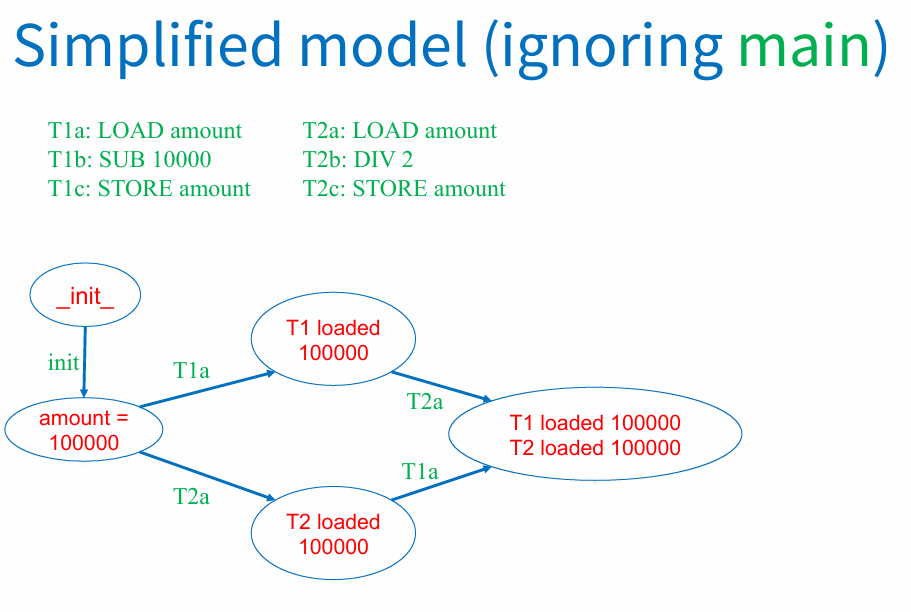 Simplified model (ignoring main)
T1a: LOAD amount
T1b: SUB 10000
T1c: STORE amount
T2a: LOAD amount
T2b: DIV 2
T2c: STORE amount
_init_
init
amount =
100000
T1a
T1 loaded
100000
T2a
T2a
T2 loaded
100000
T1a
T1 loaded 100000
T2 loaded 100000